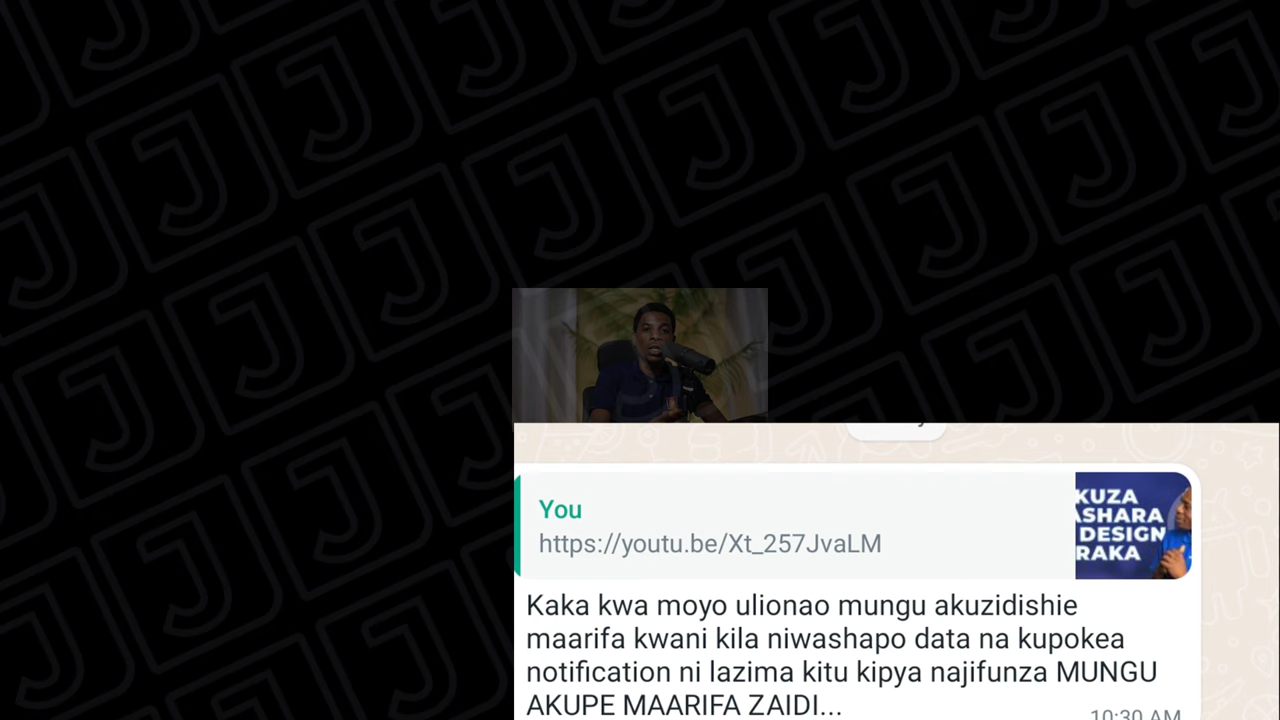 You
https://youtu.be/Xt_257JvaLM
KUZA
ASHARA
DESIGN
RAKA
Kaka kwa moyo ulionao mungu akuzidishie
maarifa kwani kila niwashapo data na kupokea
notification ni lazima kitu kipya najifunza MUNGU
AKUPE MAARIFA ZAIDI...
10:30 AM